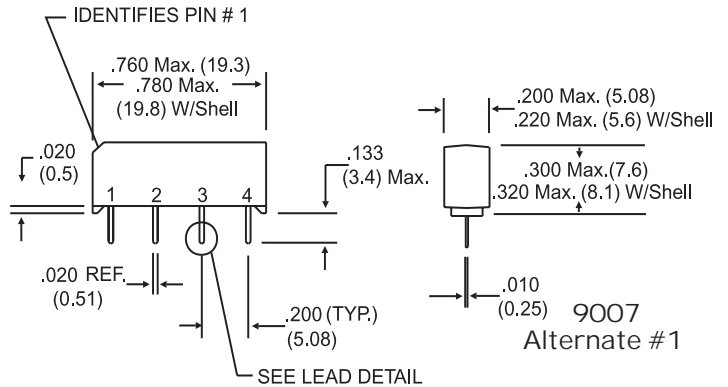 IDENTIFIES PIN # 1
.760 Max. (19.3)
.780 Max.
(19.8) W/Shell
.020
(0.5)
1 2 3 4
.133
(3.4) Max.
.020 REF.
(0.51)
.200 (TYP.)
(5.08)
SEE LEAD DETAIL
.200 Max. (5.08)
.220 Max. (5.6) W/Shell
.300 Max.(7.6)
.320 Max. (8.1) W/Shell
.010
(0.25)
9007
Alternate #1